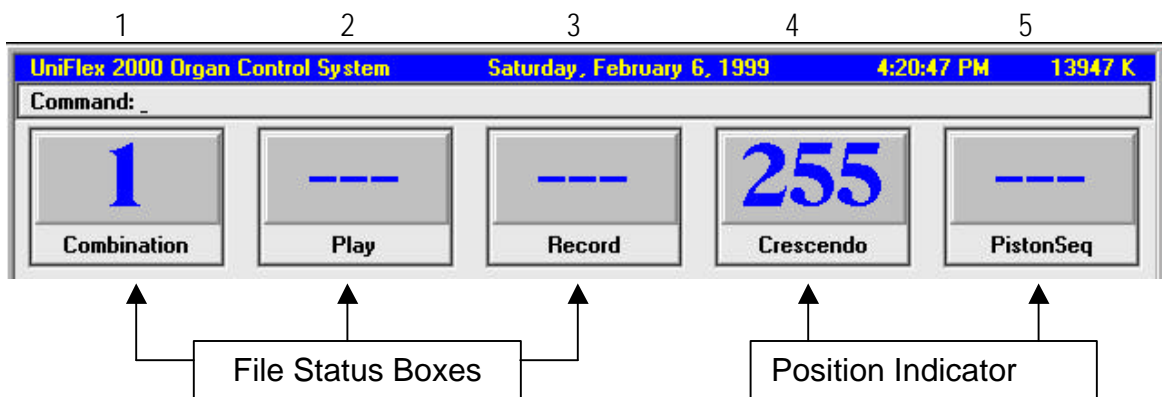 1 2 3 4 5
UniFlex 2000 Organ Control System Saturday, February 6, 1999 4:20:47 PM 13947 K
Command: _
1 --- --- 255 ---
Combination Play Record Crescendo PistonSeq
File Status Boxes Position Indicator